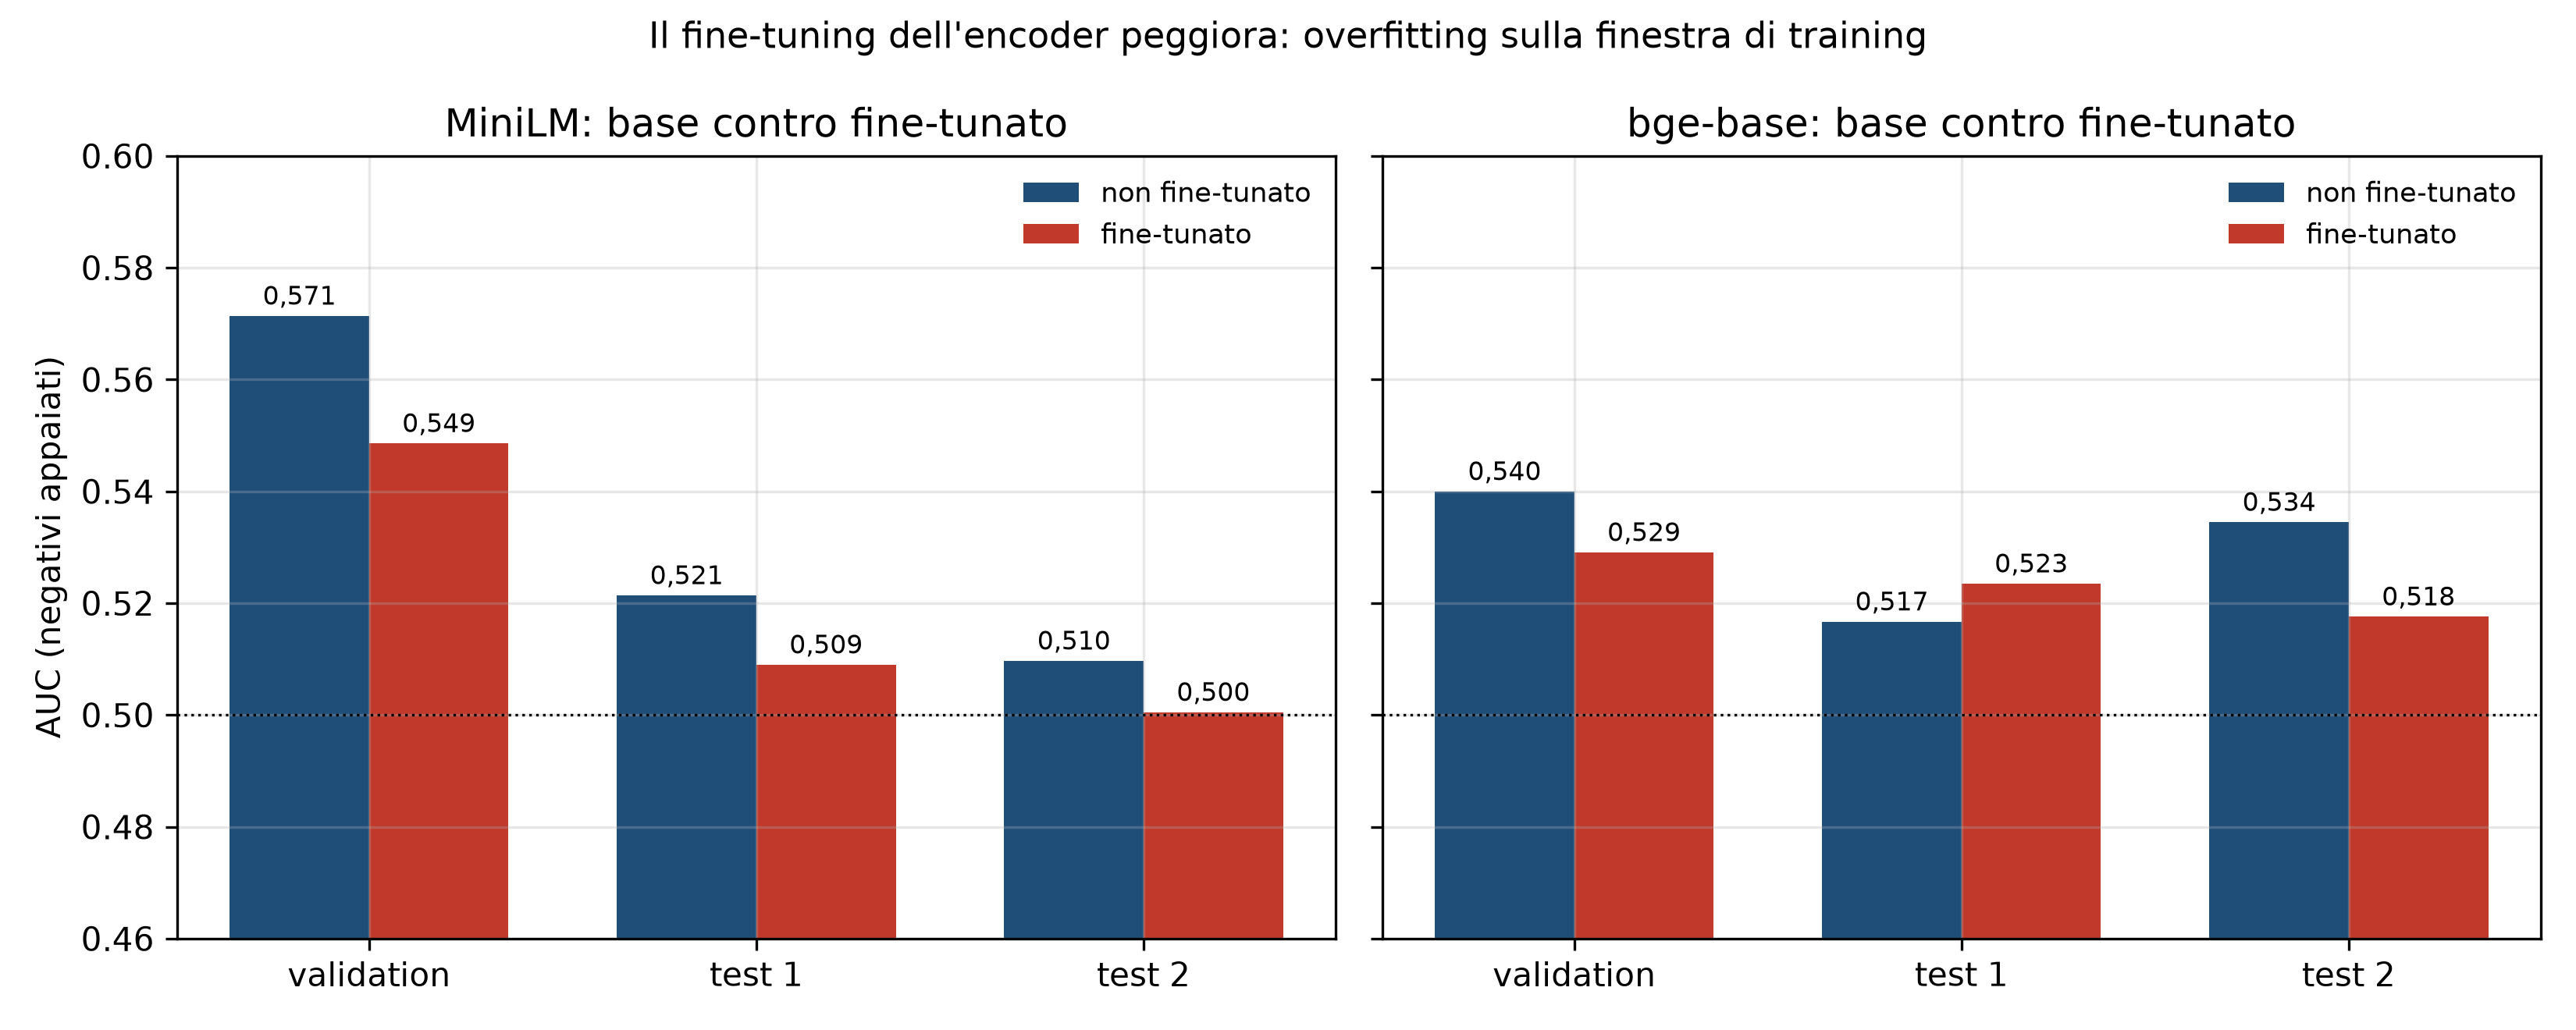 Il fine-tuning dell'encoder peggiora: overfitting sulla finestra di training
MiniLM: base contro fine-tunato
AUC (negativi appaiati)
0.60
0.58
0.56
0.54
0.52
0.50
0.48
0.46
non fine-tunato
fine-tunato
0,571
0,549
0,521
0,509
0,510
0,500
validation
test 1
test 2
bge-base: base contro fine-tunato
non fine-tunato
fine-tunato
0,540
0,529
0,517
0,523
0,534
0,518
validation
test 1
test 2